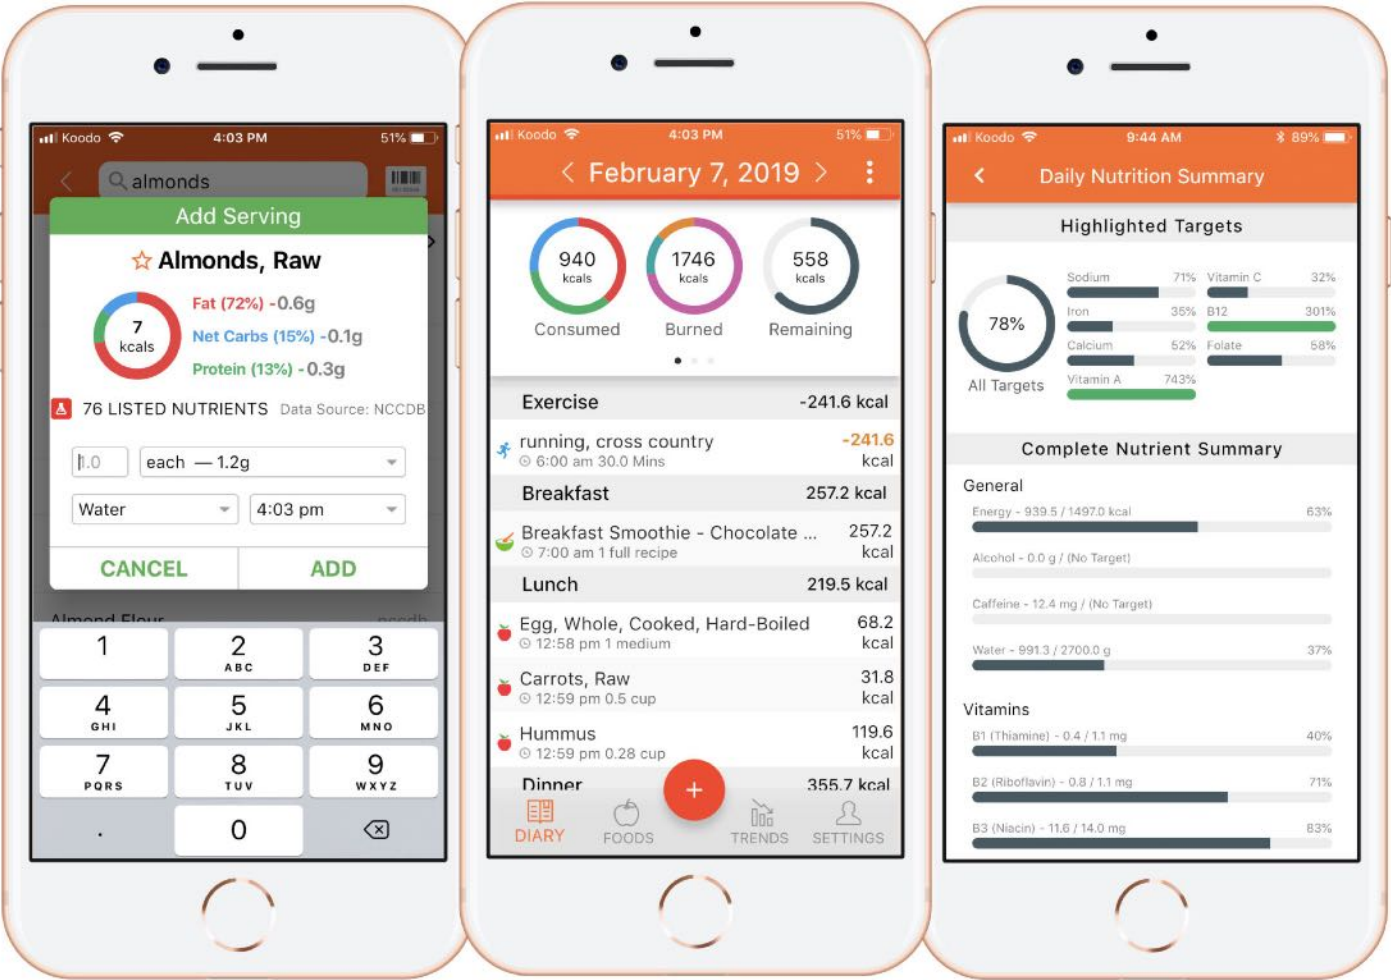 Koodo 4:03 PM 51%
almonds
Add Serving
Almonds, Raw
7
kcals
Fat (72%) - 0.6g
Net Carbs (15%) - 0.1g
Protein (13%) - 0.3g
76 LISTED NUTRIENTS Data Source: NCCDB
1.0 each — 1.2g
Water 4:03 pm
CANCEL ADD
Almond Flour nccdb
1 2 3
ABC DEF
4 5 6
GHI JKL MNO
7 8 9
PQRS TUV WXYZ
. 0
Koodo 4:03 PM 51%
February 7, 2019
940 1746 558
kcals kcals kcals
Consumed Burned Remaining
Exercise -241.6 kcal
running, cross country -241.6
6:00 am 30.0 Mins kcal
Breakfast 257.2 kcal
Breakfast Smoothie - Chocolate ... 257.2
7:00 am 1 full recipe kcal
Lunch 219.5 kcal
Egg, Whole, Cooked, Hard-Boiled 68.2
12:58 pm 1 medium kcal
Carrots, Raw 31.8
12:59 pm 0.5 cup kcal
Hummus 119.6
12:59 pm 0.28 cup kcal
Dinner 355.7 kcal
+
DIARY FOODS TRENDS SETTINGS
Koodo 9:44 AM 89%
Daily Nutrition Summary
Highlighted Targets
78%
All Targets
Sodium 71% Vitamin C 32%
Iron 35% B12 301%
Calcium 52% Folate 58%
Vitamin A 743%
Complete Nutrient Summary
General
Energy - 939.5 / 1497.0 kcal 63%
Alcohol - 0.0 g / (No Target)
Caffeine - 12.4 mg / (No Target)
Water - 991.3 / 2700.0 g 37%
Vitamins
B1 (Thiamine) - 0.4 / 1.1 mg 40%
B2 (Riboflavin) - 0.8 / 1.1 mg 71%
B3 (Niacin) - 11.6 / 14.0 mg 83%